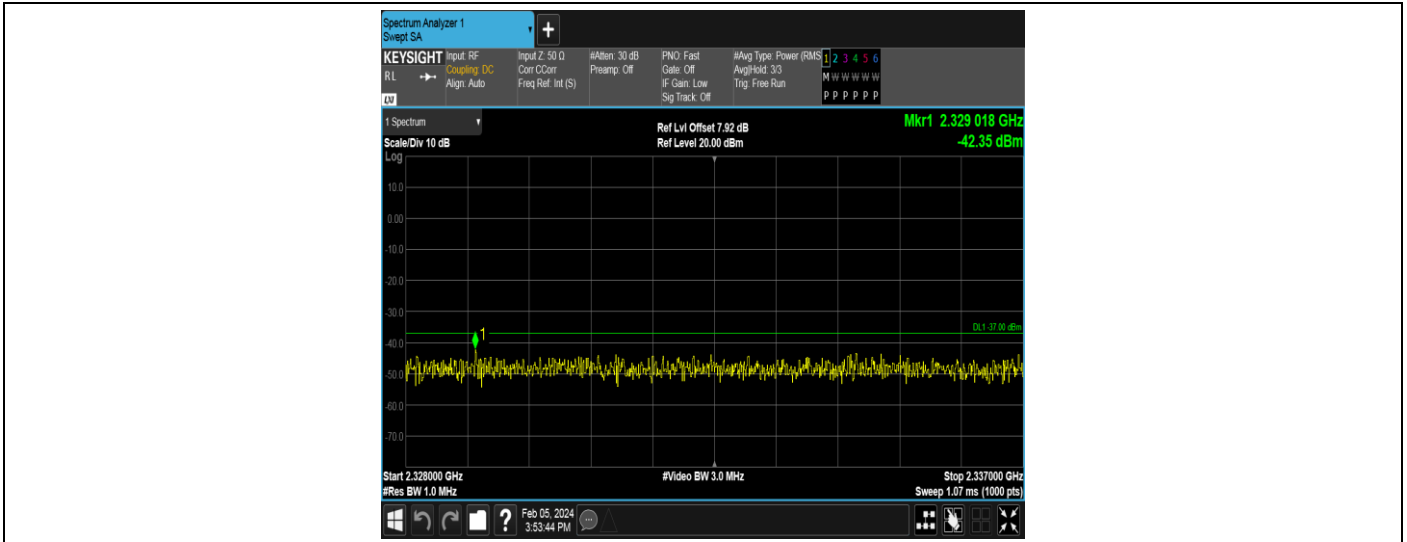 Spectrum Analyzer 1
Swept SA
+
KEYSIGHT Input: RF Input Z: 50 Ω #Atten: 30 dB PNO: Fast #Avg Type: Power (RMS 1 2 3 4 5 6
RL Coupling: DC Corr CCorr Preamp: Off Gate: Off Avg|Hold: 3/3 M W W W W W
Align: Auto Freq Ref: Int (S) IF Gain: Low Trig: Free Run
LXI Sig Track: Off P P P P P P
1 Spectrum Ref Lvl Offset 7.92 dB Mkr1 2.329 018 GHz
Scale/Div 10 dB Ref Level 20.00 dBm -42.35 dBm
Log
10.0
0.00
-10.0
-20.0
-30.0
DL1 -37.00 dBm
1
-40.0
-50.0
-60.0
-70.0
Start 2.328000 GHz #Video BW 3.0 MHz Stop 2.337000 GHz
#Res BW 1.0 MHz Sweep 1.07 ms (1000 pts)
? Feb 05, 2024
3:53:44 PM